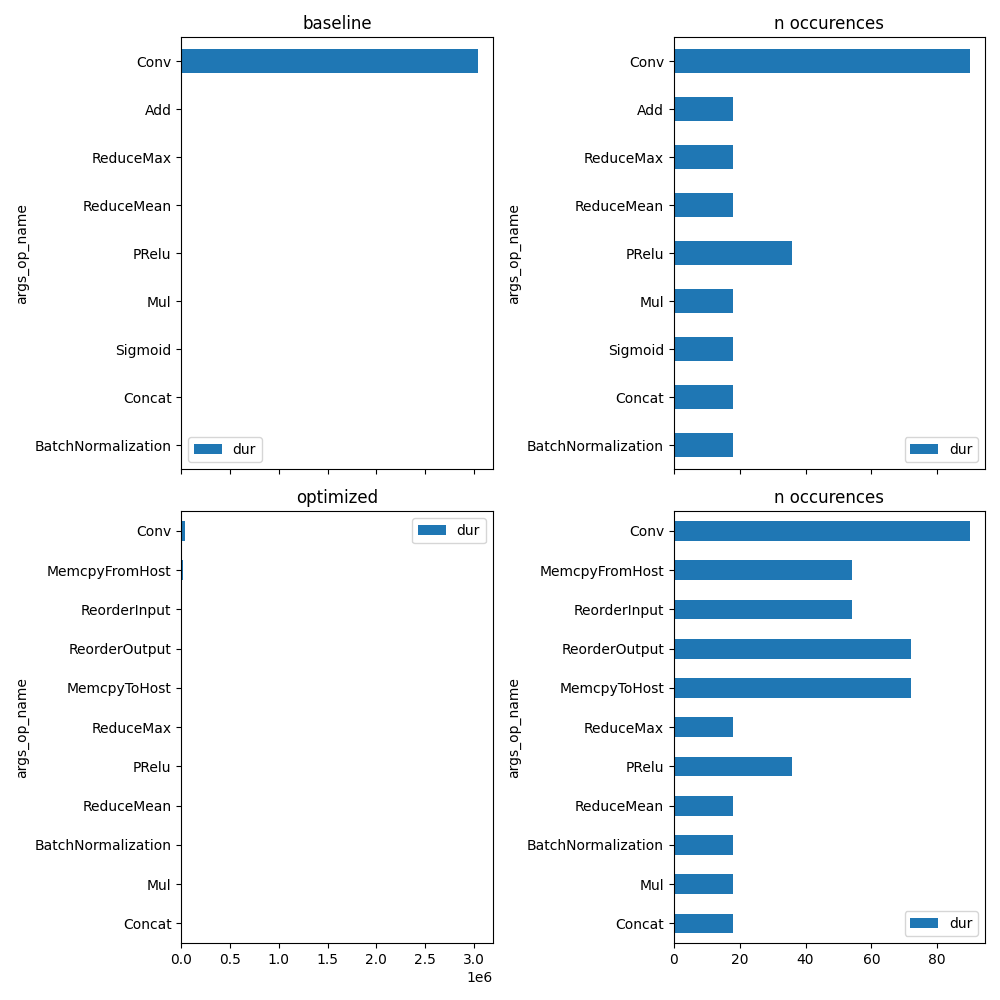 baseline
args_op_name
Conv
Add
ReduceMax
ReduceMean
PRelu
Mul
Sigmoid
Concat
BatchNormalization
dur
n occurences
args_op_name
Conv
Add
ReduceMax
ReduceMean
PRelu
Mul
Sigmoid
Concat
BatchNormalization
dur
optimized
args_op_name
Conv
MemcpyFromHost
ReorderInput
ReorderOutput
MemcpyToHost
ReduceMax
PRelu
ReduceMean
BatchNormalization
Mul
Concat
dur
0.0 0.5 1.0 1.5 2.0 2.5 3.0
1e6
n occurences
args_op_name
Conv
MemcpyFromHost
ReorderInput
ReorderOutput
MemcpyToHost
ReduceMax
PRelu
ReduceMean
BatchNormalization
Mul
Concat
dur
0 20 40 60 80